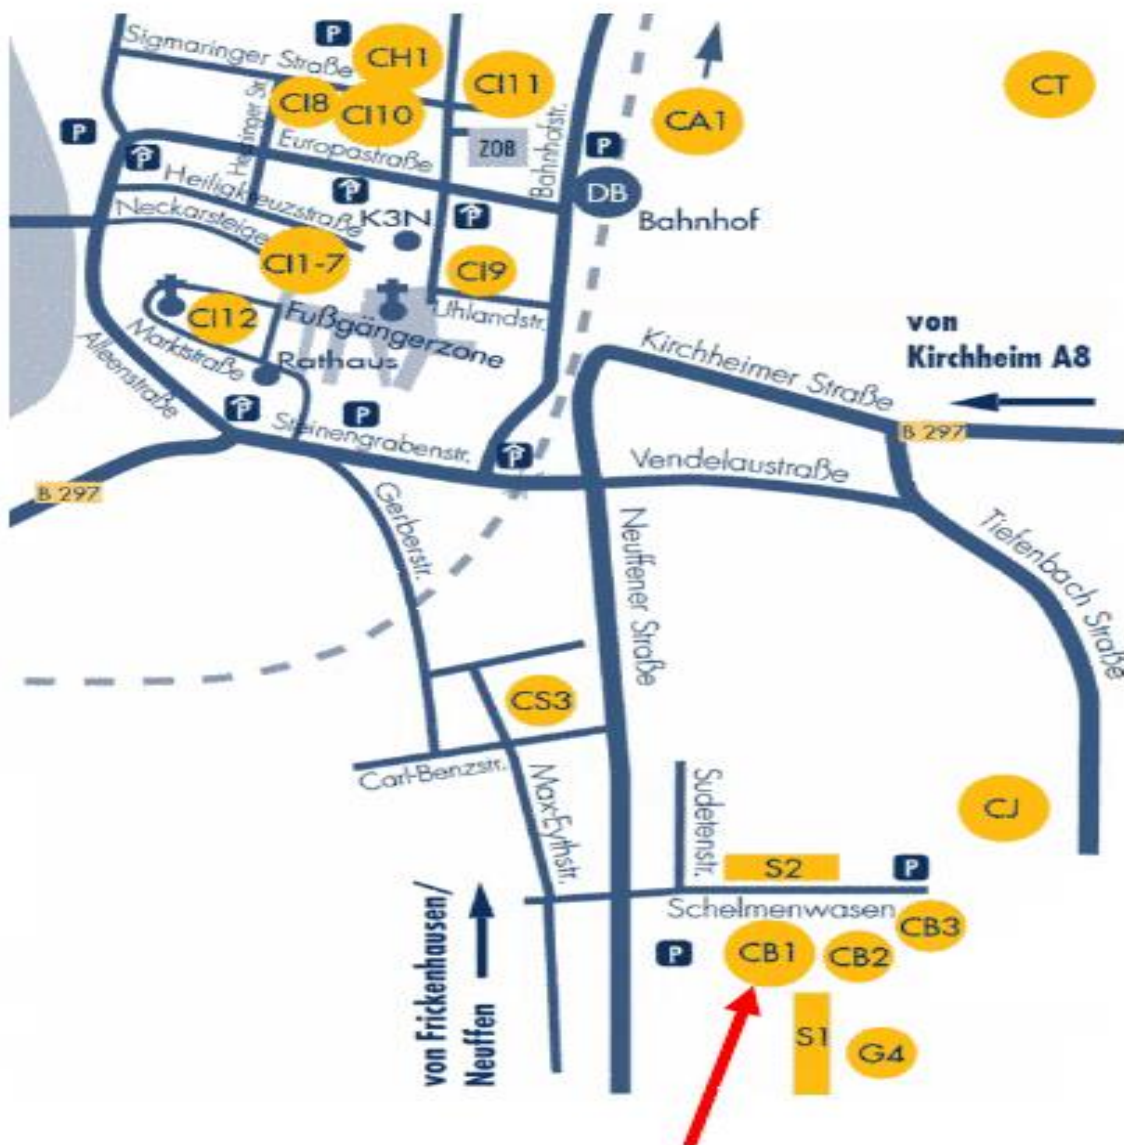 P
Sigmaringer Straße
CH1
CI11
CT
CI8
CI10
CA1
P
Hechinger Str.
Europastraße
ZOB
Bahnhofstr.
P
P
Heiligkreuzstraße
P
DB
Neckarsteige
K3N
P
Bahnhof
CI1-7
CI9
CI12
Fußgängerzone
Uhlandstr.
von
Kirchheim A8
Marktstraße
Rathaus
Kirchheimer Straße
Alleenstraße
P
P
Steinengrabenstr.
P
B 297
Vendelaustraße
B 297
Gerberstr.
Neuffener Straße
Tiefenbach Straße
CS3
Carl-Benzstr.
Max-Eythstr.
Sudetenstr.
CJ
S2
P
Schelmenwasen
von Frickenhausen/
Neuffen
P
CB1
CB2
CB3
S1
G4